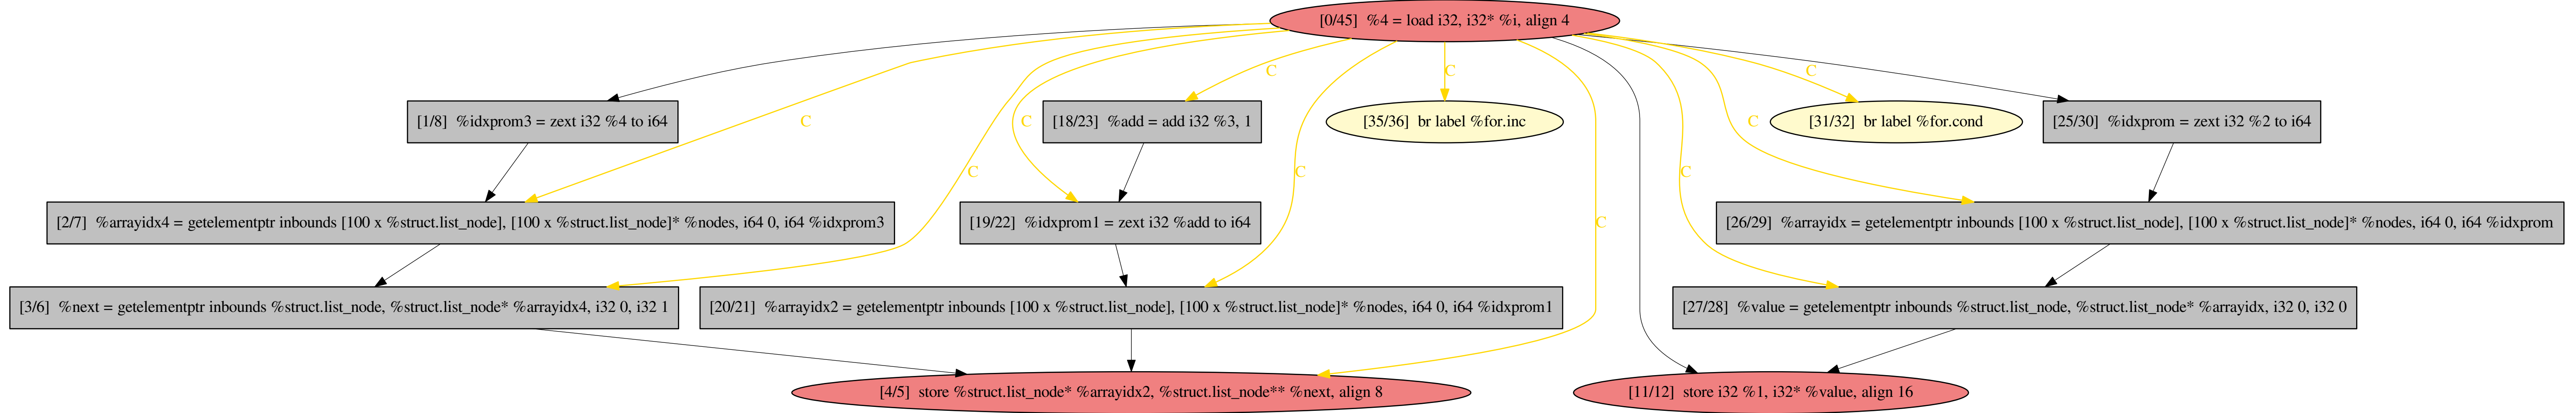 [0/45] %4 = load i32, i32* %i, align 4
C
C
C
[1/8] %idxprom3 = zext i32 %4 to i64
C
C
[18/23] %add = add i32 %3, 1
[35/36] br label %for.inc
C
[31/32] br label %for.cond
[25/30] %idxprom = zext i32 %2 to i64
C
C
C
[2/7] %arrayidx4 = getelementptr inbounds [100 x %struct.list_node], [100 x %struct.list_node]* %nodes, i64 0, i64 %idxprom3
[19/22] %idxprom1 = zext i32 %add to i64
C
[26/29] %arrayidx = getelementptr inbounds [100 x %struct.list_node], [100 x %struct.list_node]* %nodes, i64 0, i64 %idxprom
[3/6] %next = getelementptr inbounds %struct.list_node, %struct.list_node* %arrayidx4, i32 0, i32 1
[20/21] %arrayidx2 = getelementptr inbounds [100 x %struct.list_node], [100 x %struct.list_node]* %nodes, i64 0, i64 %idxprom1
[27/28] %value = getelementptr inbounds %struct.list_node, %struct.list_node* %arrayidx, i32 0, i32 0
[4/5] store %struct.list_node* %arrayidx2, %struct.list_node** %next, align 8
[11/12] store i32 %1, i32* %value, align 16